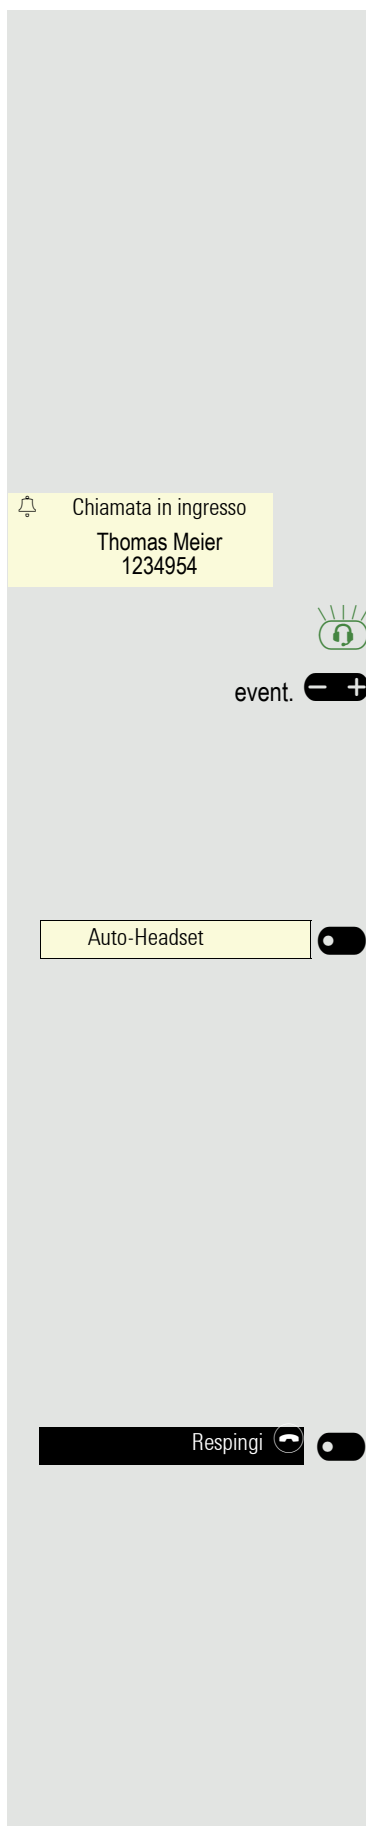 Chiamata in ingresso
Thomas Meier
1234954
event.
Auto-Headset
Respingi